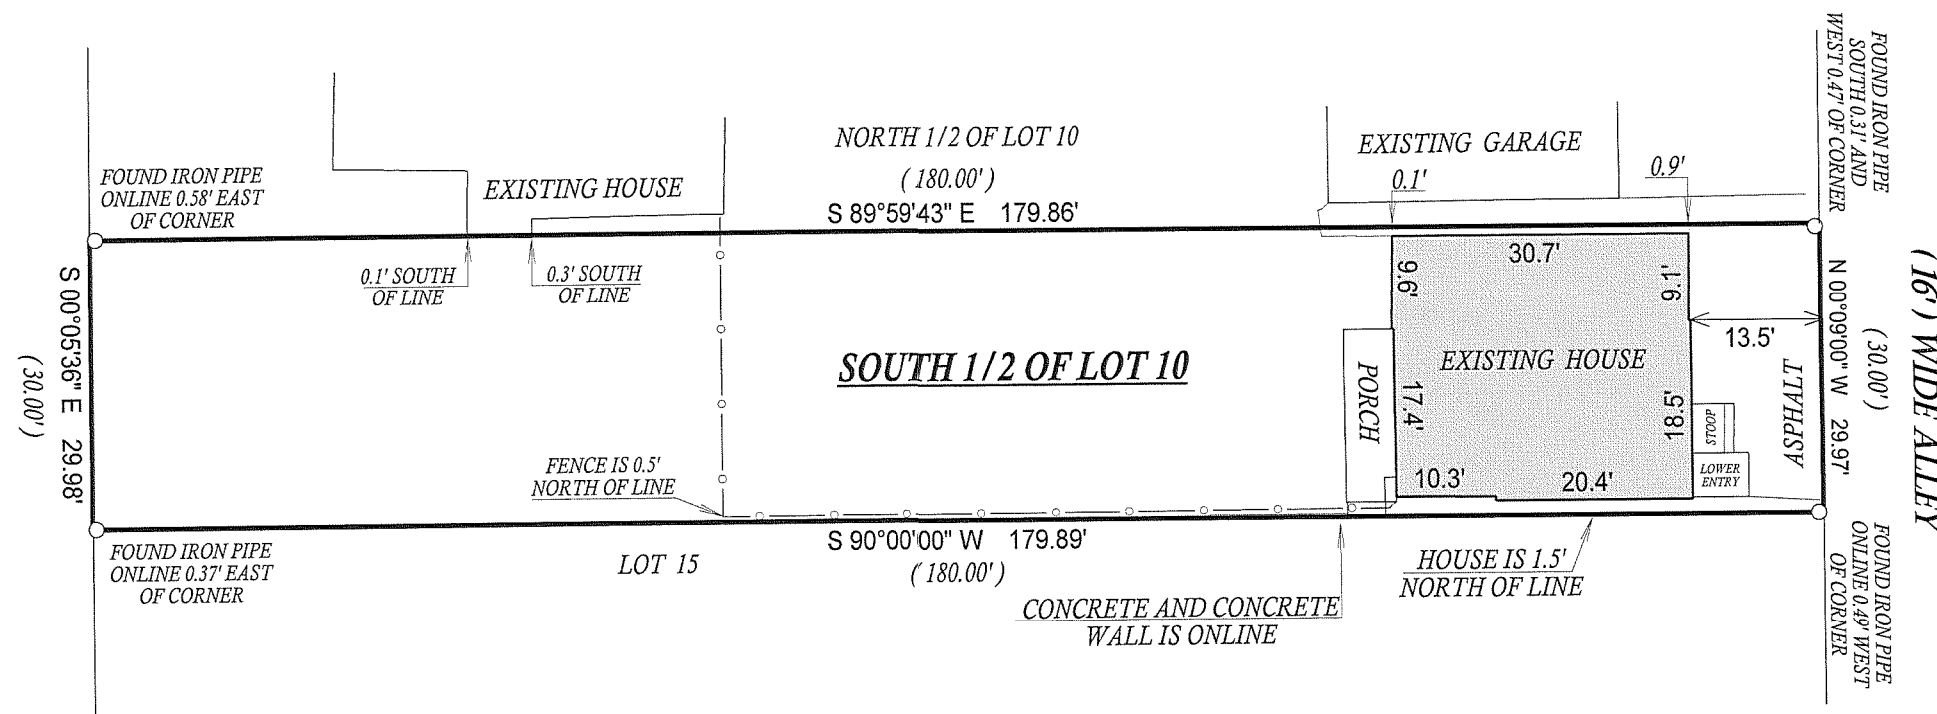 FOUND IRON PIPE
SOUTH 0.31' AND
WEST 0.47' OF CORNER
NORTH 1/2 OF LOT 10
(180.00')
S 89°59'43" E 179.86'
EXISTING GARAGE
0.1'
0.9'
FOUND IRON PIPE
ONLINE 0.58' EAST
OF CORNER
EXISTING HOUSE
0.1' SOUTH
OF LINE
0.3' SOUTH
OF LINE
30.7'
9.6'
9.1'
13.5'
S 00°05'36" E 29.98'
(30.00')
SOUTH 1/2 OF LOT 10
EXISTING HOUSE
PORCH
17.4'
18.5'
STOOP
LOWER
ENTRY
ASPHALT
N 00°09'00" W 29.97'
(30.00')
(16') WIDE ALLEY
10.3'
20.4'
FENCE IS 0.5'
NORTH OF LINE
FOUND IRON PIPE
ONLINE 0.37' EAST
OF CORNER
LOT 15
S 90°00'00" W 179.89'
(180.00')
CONCRETE AND CONCRETE
WALL IS ONLINE
HOUSE IS 1.5'
NORTH OF LINE
FOUND IRON PIPE
ONLINE 0.49' WEST
OF CORNER